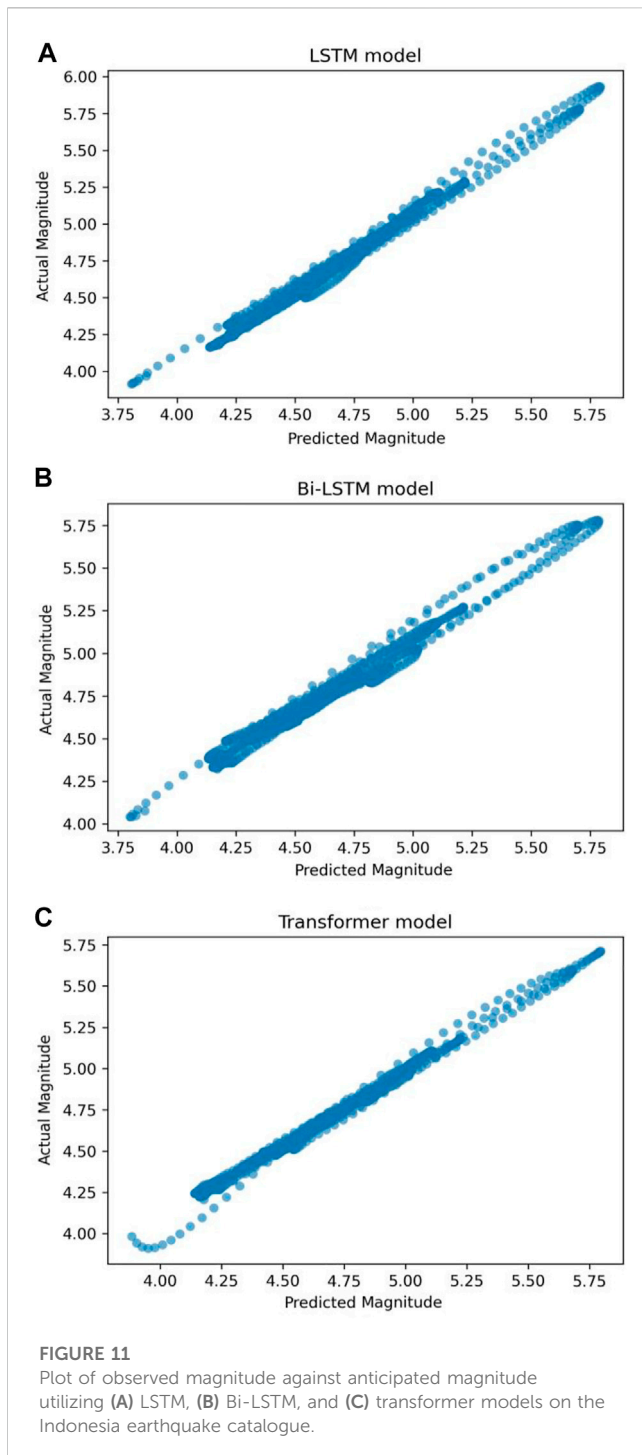 A
LSTM model
6.00
5.75
5.50
5.25
5.00
4.75
4.50
4.25
4.00
Actual Magnitude
3.75 4.00 4.25 4.50 4.75 5.00 5.25 5.50 5.75
Predicted Magnitude
B
Bi-LSTM model
5.75
5.50
5.25
5.00
4.75
4.50
4.25
4.00
Actual Magnitude
3.75 4.00 4.25 4.50 4.75 5.00 5.25 5.50 5.75
Predicted Magnitude
C
Transformer model
5.75
5.50
5.25
5.00
4.75
4.50
4.25
4.00
Actual Magnitude
4.00 4.25 4.50 4.75 5.00 5.25 5.50 5.75
Predicted Magnitude
FIGURE 11
Plot of observed magnitude against anticipated magnitude
utilizing (A) LSTM, (B) Bi-LSTM, and (C) transformer models on the
Indonesia earthquake catalogue.